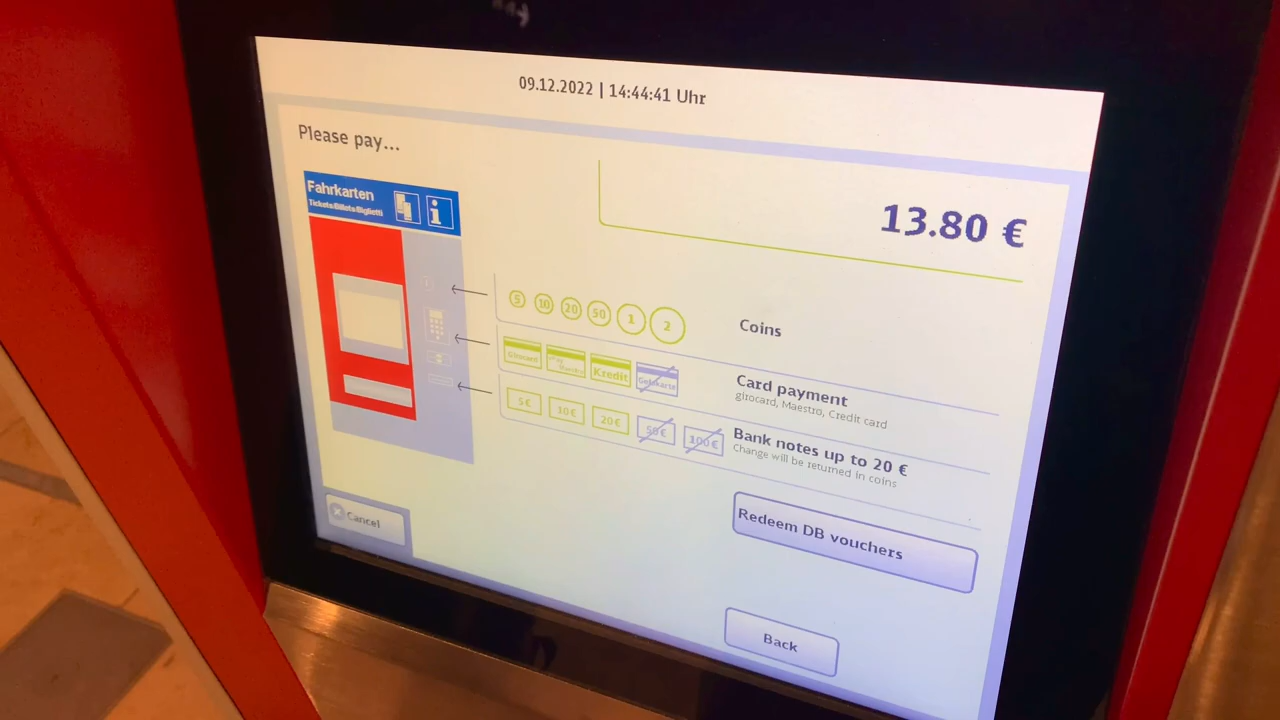 09.12.2022 | 14:44:41 Uhr
Please pay...
13.80 €
Fahrkarten
Tickets/Billets/Biglietti
5 10 20 50 1 2
Coins
Girocard Kredit Geldkarte
Card payment
girocard, Maestro, Credit card
5 € 10 € 20 € 50 € 100 €
Bank notes up to 20 €
Change will be returned in coins
Redeem DB vouchers
Cancel
Back